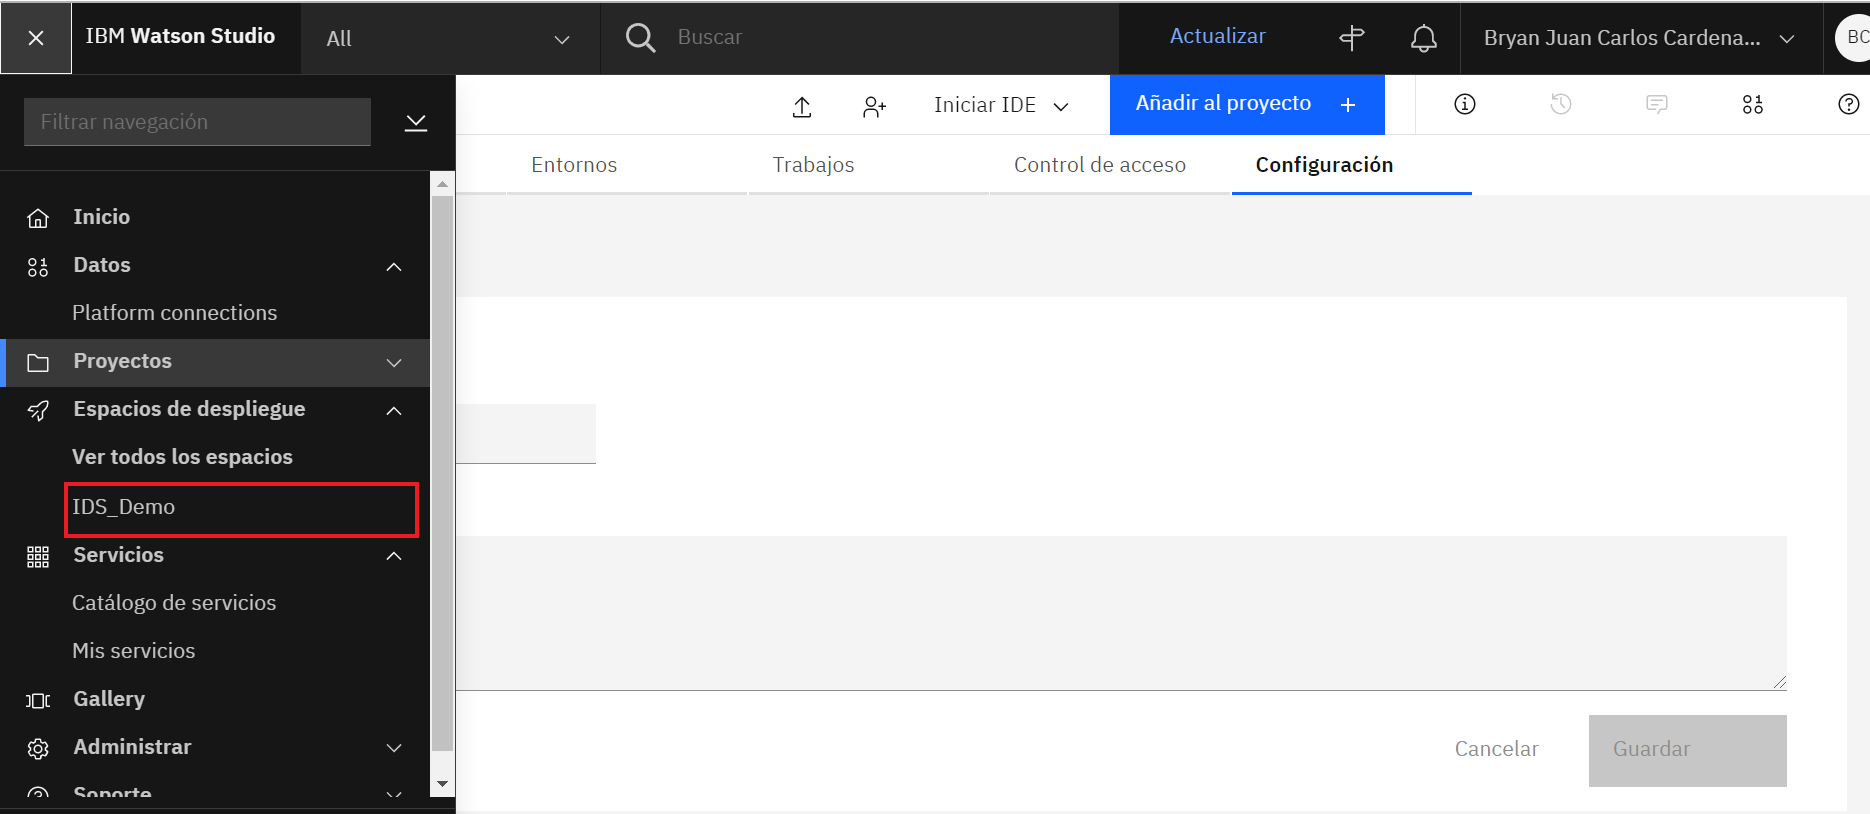 IBM Watson Studio
All
Buscar
Actualizar
Bryan Juan Carlos Cardena...
BC
Filtrar navegación
Iniciar IDE
Añadir al proyecto +
Entornos
Trabajos
Control de acceso
Configuración
Inicio
Datos
Platform connections
Proyectos
Espacios de despliegue
Ver todos los espacios
IDS_Demo
Servicios
Catálogo de servicios
Mis servicios
Gallery
Administrar
Soporte
Cancelar
Guardar